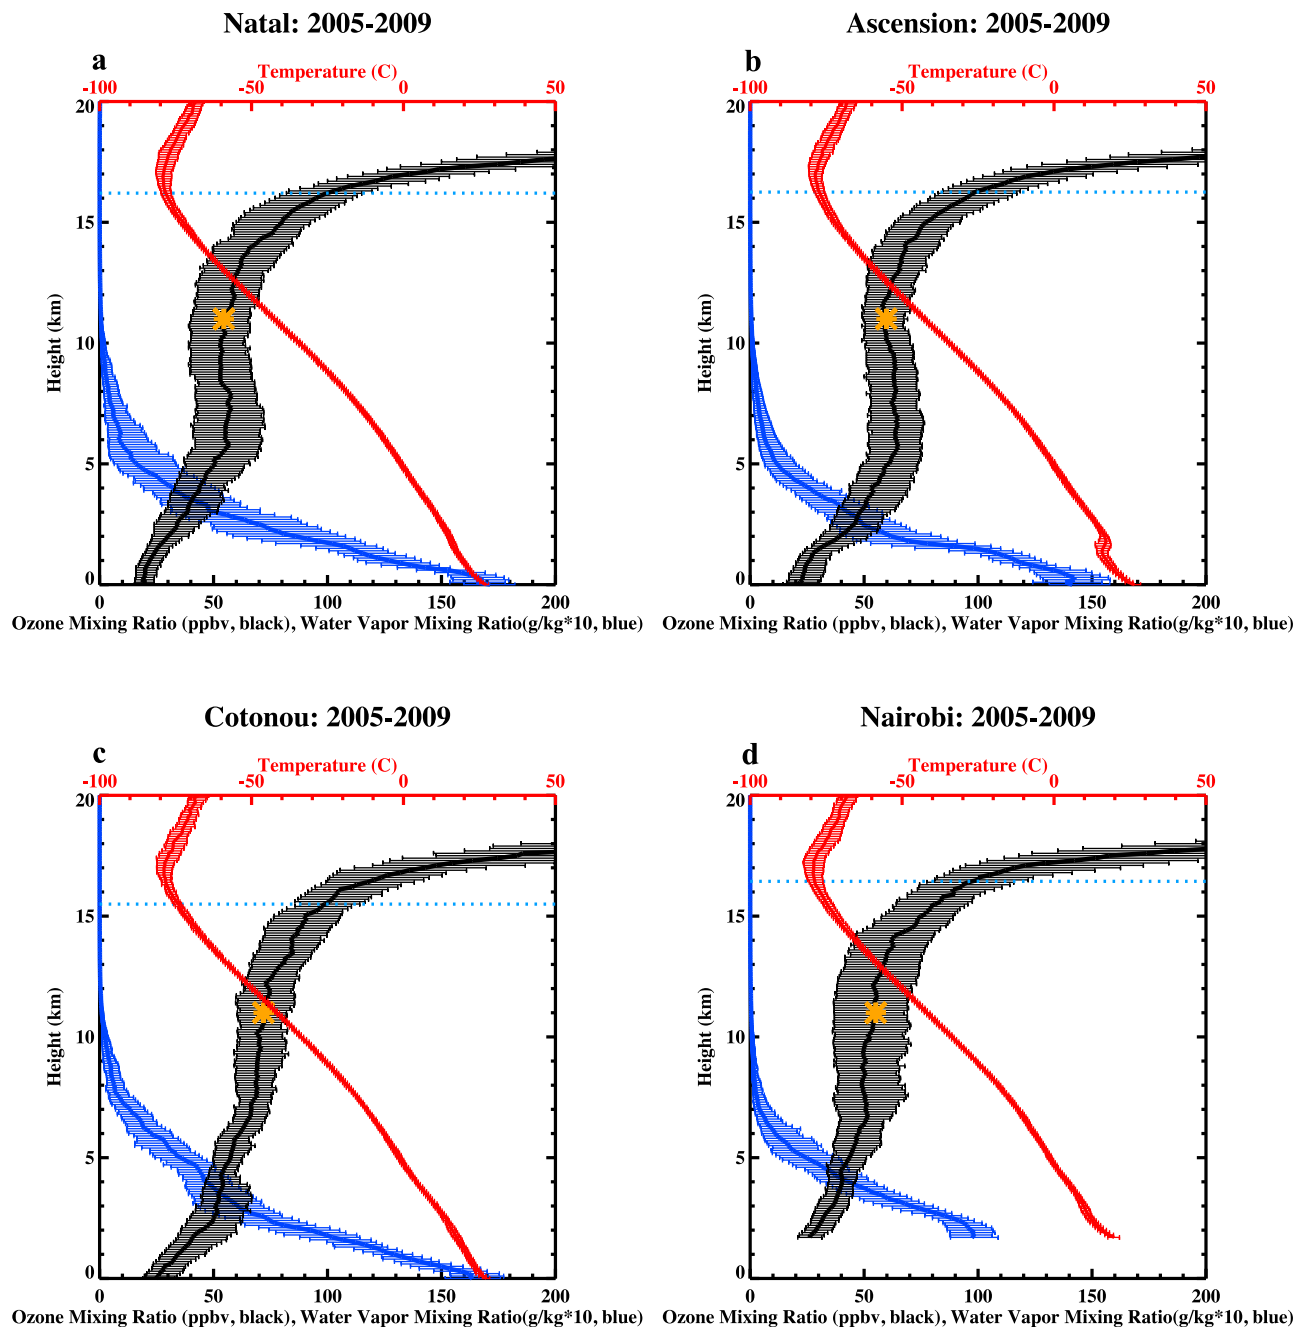 Natal: 2005-2009
a
Temperature (C)
-100 -50 0 50
20
15
10
5
0
Height (km)
0 50 100 150 200
Ozone Mixing Ratio (ppbv, black), Water Vapor Mixing Ratio(g/kg*10, blue)
Ascension: 2005-2009
b
Temperature (C)
-100 -50 0 50
20
15
10
5
0
Height (km)
0 50 100 150 200
Ozone Mixing Ratio (ppbv, black), Water Vapor Mixing Ratio(g/kg*10, blue)
Cotonou: 2005-2009
c
Temperature (C)
-100 -50 0 50
20
15
10
5
0
Height (km)
0 50 100 150 200
Ozone Mixing Ratio (ppbv, black), Water Vapor Mixing Ratio(g/kg*10, blue)
Nairobi: 2005-2009
d
Temperature (C)
-100 -50 0 50
20
15
10
5
0
Height (km)
0 50 100 150 200
Ozone Mixing Ratio (ppbv, black), Water Vapor Mixing Ratio(g/kg*10, blue)